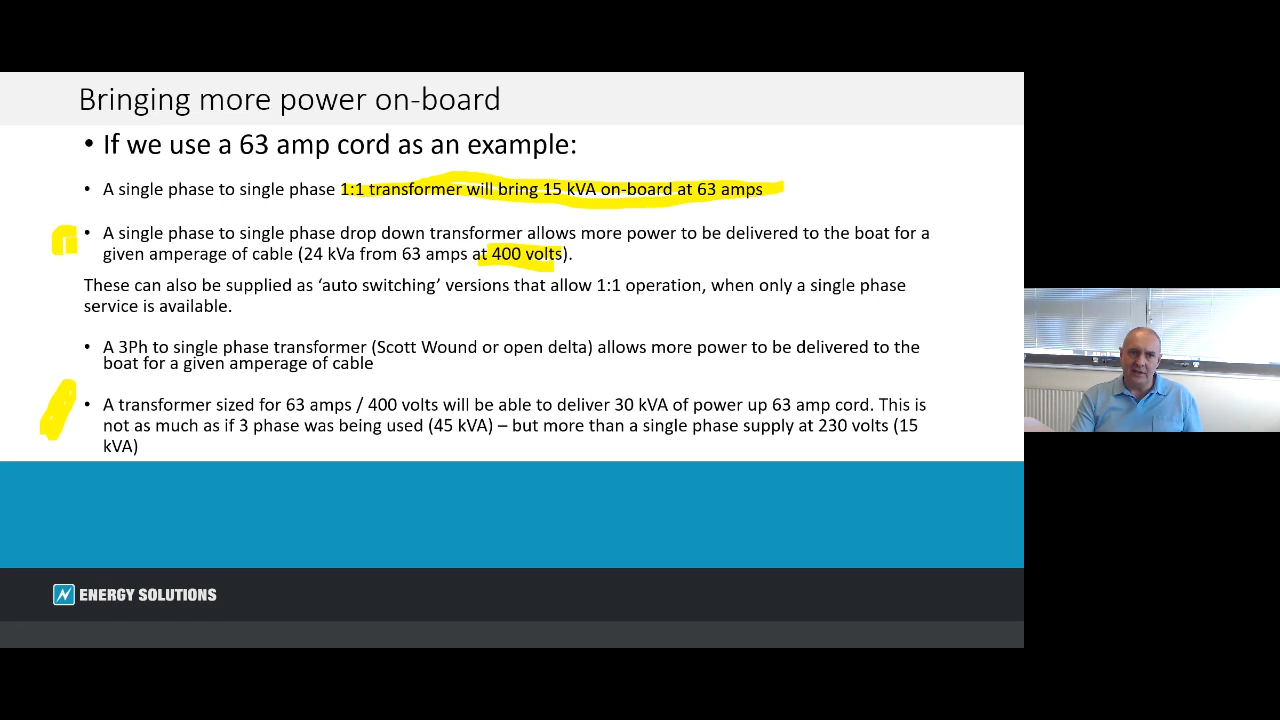 Bringing more power on-board
• If we use a 63 amp cord as an example:
• A single phase to single phase 1:1 transformer will bring 15 kVA on-board at 63 amps
• A single phase to single phase drop down transformer allows more power to be delivered to the boat for a
given amperage of cable (24 kVa from 63 amps at 400 volts).
These can also be supplied as ‘auto switching’ versions that allow 1:1 operation, when only a single phase
service is available.
• A 3Ph to single phase transformer (Scott Wound or open delta) allows more power to be delivered to the
boat for a given amperage of cable
• A transformer sized for 63 amps / 400 volts will be able to deliver 30 kVA of power up 63 amp cord. This is
not as much as if 3 phase was being used (45 kVA) – but more than a single phase supply at 230 volts (15
kVA)
ENERGY SOLUTIONS